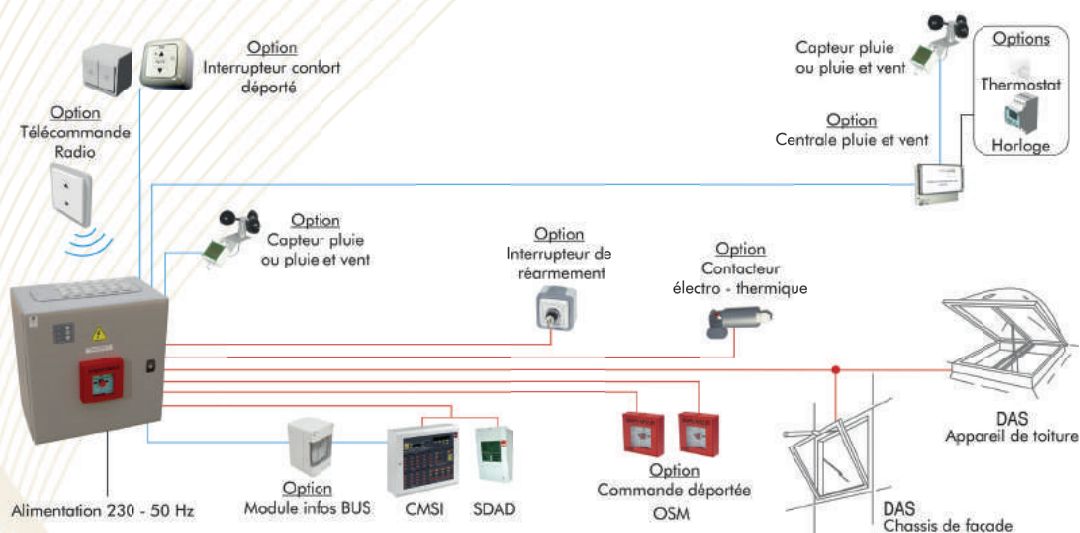 Option
Interrupteur confort
déporté
Option
Télécommande
Radio
Capteur pluie
ou pluie et vent
Options
Thermostat
Horloge
Option
Centrale pluie et vent
Option
Capteur pluie
ou pluie et vent
Option
Interrupteur de
réarmement
Option
Contacteur
électro - thermique
DAS
Appareil de toiture
Option
Commande déportée
OSM
DAS
Chassis de façade
Option
Module infos BUS
CMSI
SDAD
Alimentation 230 - 50 Hz